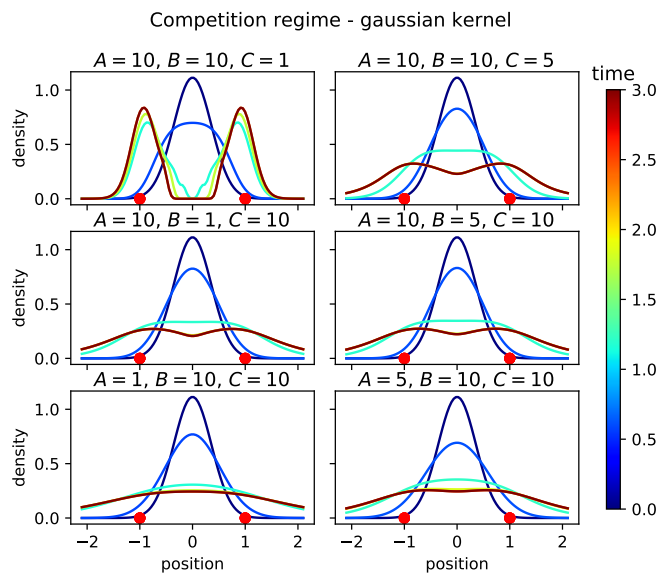 Competition regime - gaussian kernel
A = 10, B = 10, C = 1
A = 10, B = 10, C = 5
time
density
1.0
0.5
0.0
3.0
2.5
2.0
1.5
1.0
0.5
0.0
A = 10, B = 1, C = 10
A = 10, B = 5, C = 10
density
1.0
0.5
0.0
A = 1, B = 10, C = 10
A = 5, B = 10, C = 10
density
1.0
0.5
0.0
−2 −1 0 1 2
−2 −1 0 1 2
position
position